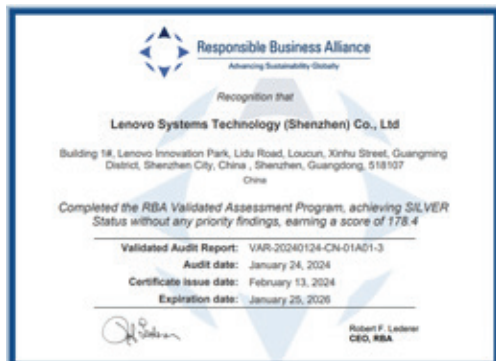 Responsible Business Alliance
Advancing Sustainability Globally
Recognition that
Lenovo Systems Technology (Shenzhen) Co., Ltd
Building 1#, Lenovo Innovation Park, Lidu Road, Loucun, Xinhu Street, Guangming
District, Shenzhen City, China , Shenzhen, Guangdong, 518107
China
Completed the RBA Validated Assessment Program, achieving SILVER
Status without any priority findings, earning a score of 178.4
Validated Audit Report: VAR-20240124-CN-01A01-3
Audit date: January 24, 2024
Certificate issue date: February 13, 2024
Expiration date: January 25, 2026
Robert F. Lederer
CEO, RBA